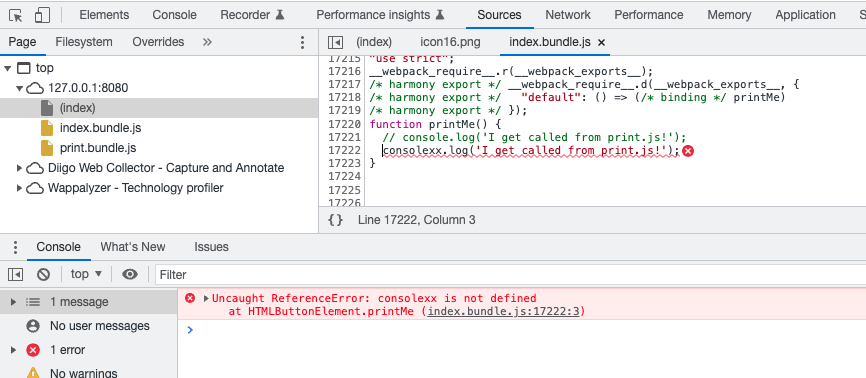 Elements Console Recorder Performance insights Sources Network Performance Memory Application
Page Filesystem Overrides »
(index) icon16.png index.bundle.js ×
top
127.0.0.1:8080
(index)
index.bundle.js
print.bundle.js
Diigo Web Collector - Capture and Annotate
Wappalyzer - Technology profiler
17215 "use strict";
17216 __webpack_require__.r(__webpack_exports__);
17217 /* harmony export */ __webpack_require__.d(__webpack_exports__, {
17218 /* harmony export */   "default": () => (/* binding */ printMe)
17219 /* harmony export */ });
17220 function printMe() {
17221   // console.log('I get called from print.js!');
17222   consolexx.log('I get called from print.js!');
17223 }
17224
17225
17226
{} Line 17222, Column 3
Console What's New Issues
top ▼ Filter
1 message
No user messages
1 error
No warnings
Uncaught ReferenceError: consolexx is not defined
at HTMLButtonElement.printMe (index.bundle.js:17222:3)
>